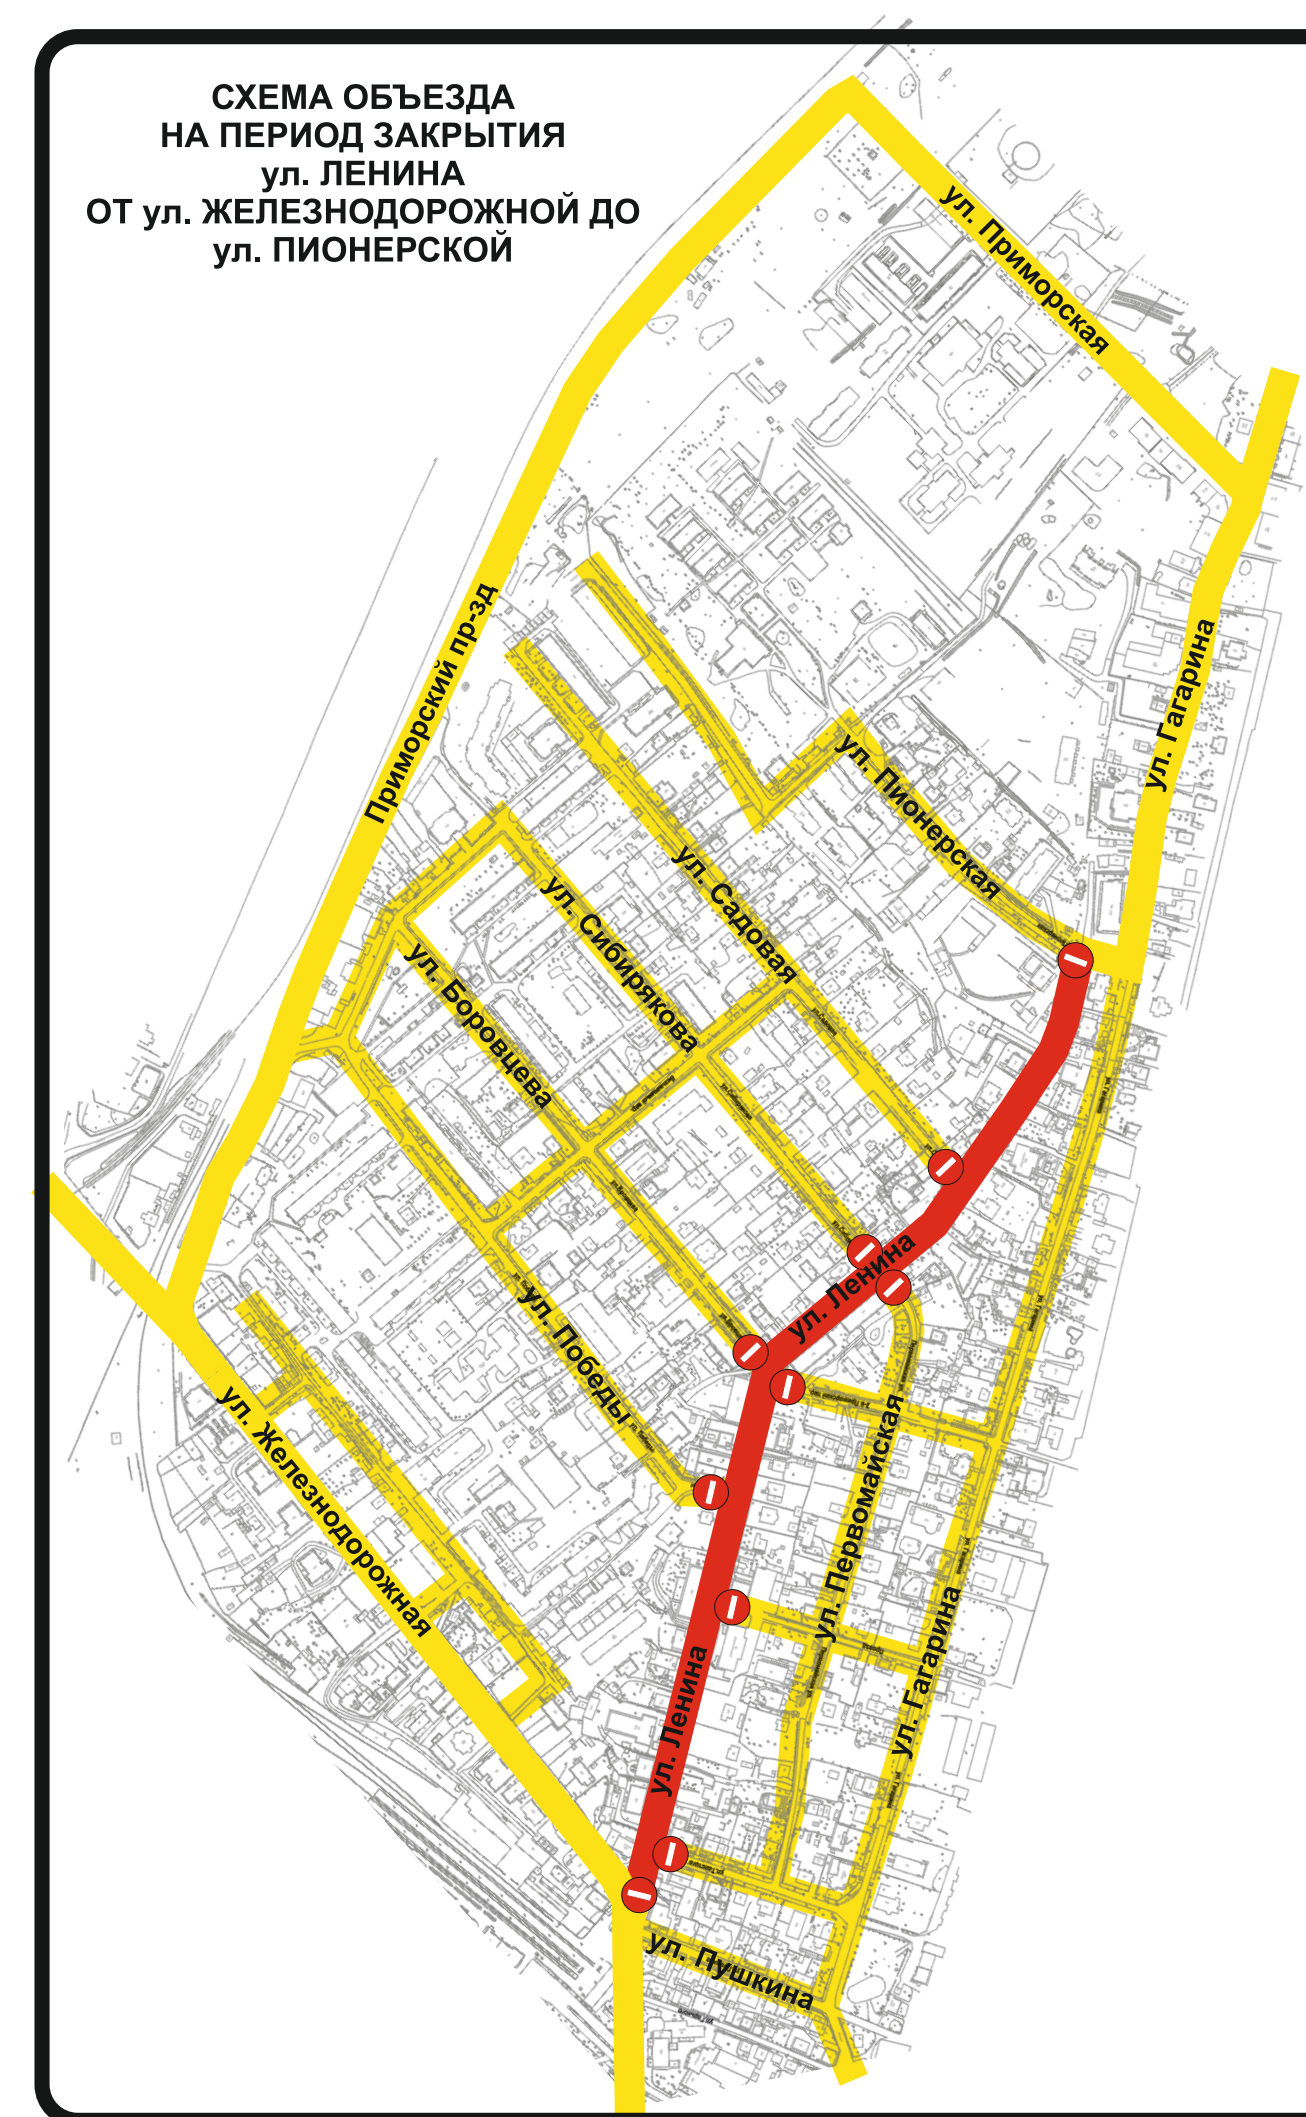 СХЕМА ОБЪЕЗДА
НА ПЕРИОД ЗАКРЫТИЯ
ул. ЛЕНИНА
ОТ ул. ЖЕЛЕЗНОДОРОЖНОЙ ДО
ул. ПИОНЕРСКОЙ
ул. Приморская
Приморский пр-зд
ул. Гагарина
ул. Пионерская
ул. Садовая
ул. Сибирякова
ул. Боровцева
ул. Ленина
ул. Победы
ул. Первомайская
ул. Железнодорожная
ул. Гагарина
ул. Ленина
ул. Пушкина